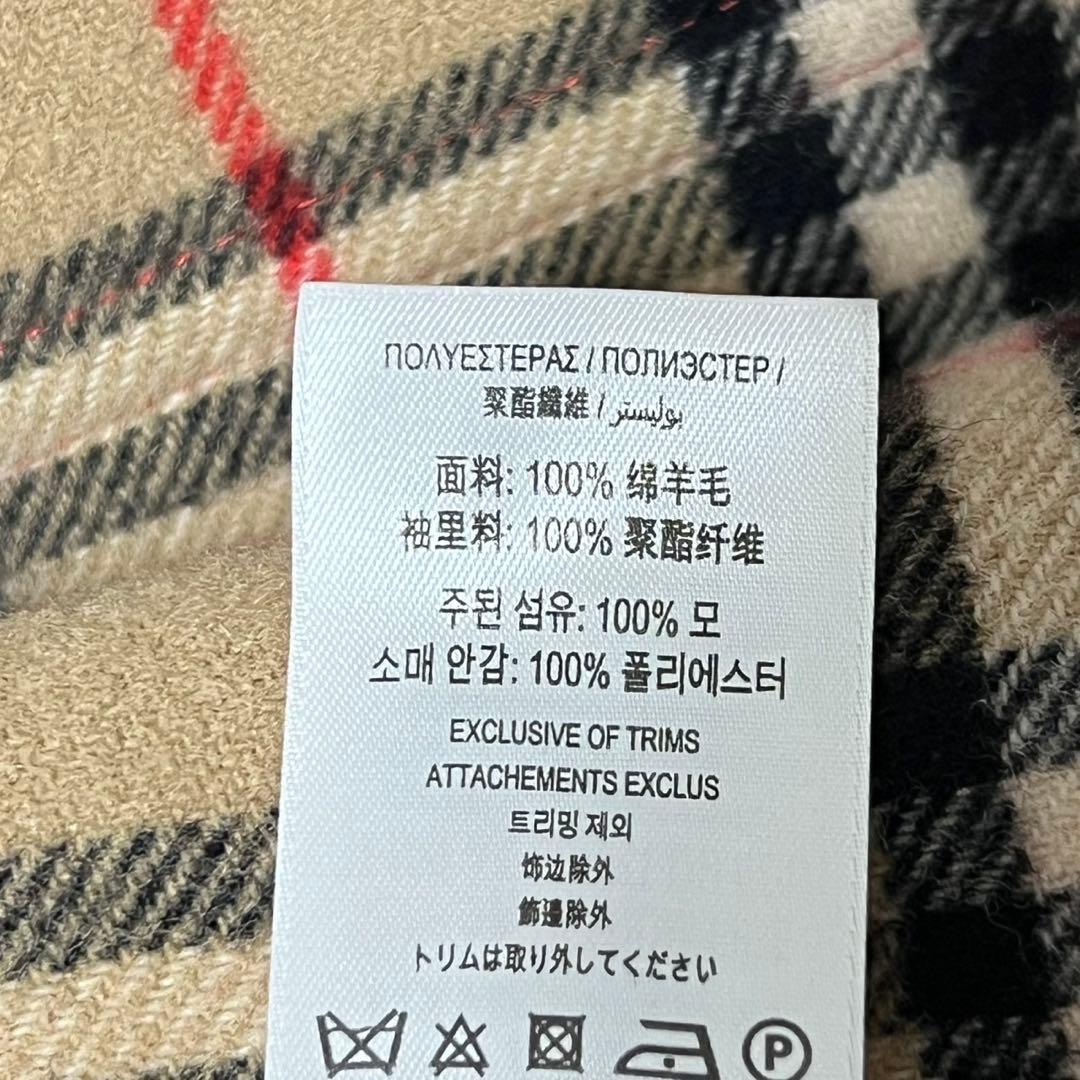 ΠΟΛΥΕΣΤΕΡΑΣ / ПОЛИЭСТЕР /
聚酯纖維 / بوليستر
面料: 100% 绵羊毛
袖里料: 100% 聚酯纤维
주된 섬유: 100% 모
소매 안감: 100% 폴리에스터
EXCLUSIVE OF TRIMS
ATTACHEMENTS EXCLUS
트리밍 제외
饰边除外
飾邊除外
トリムは取り外してください
P